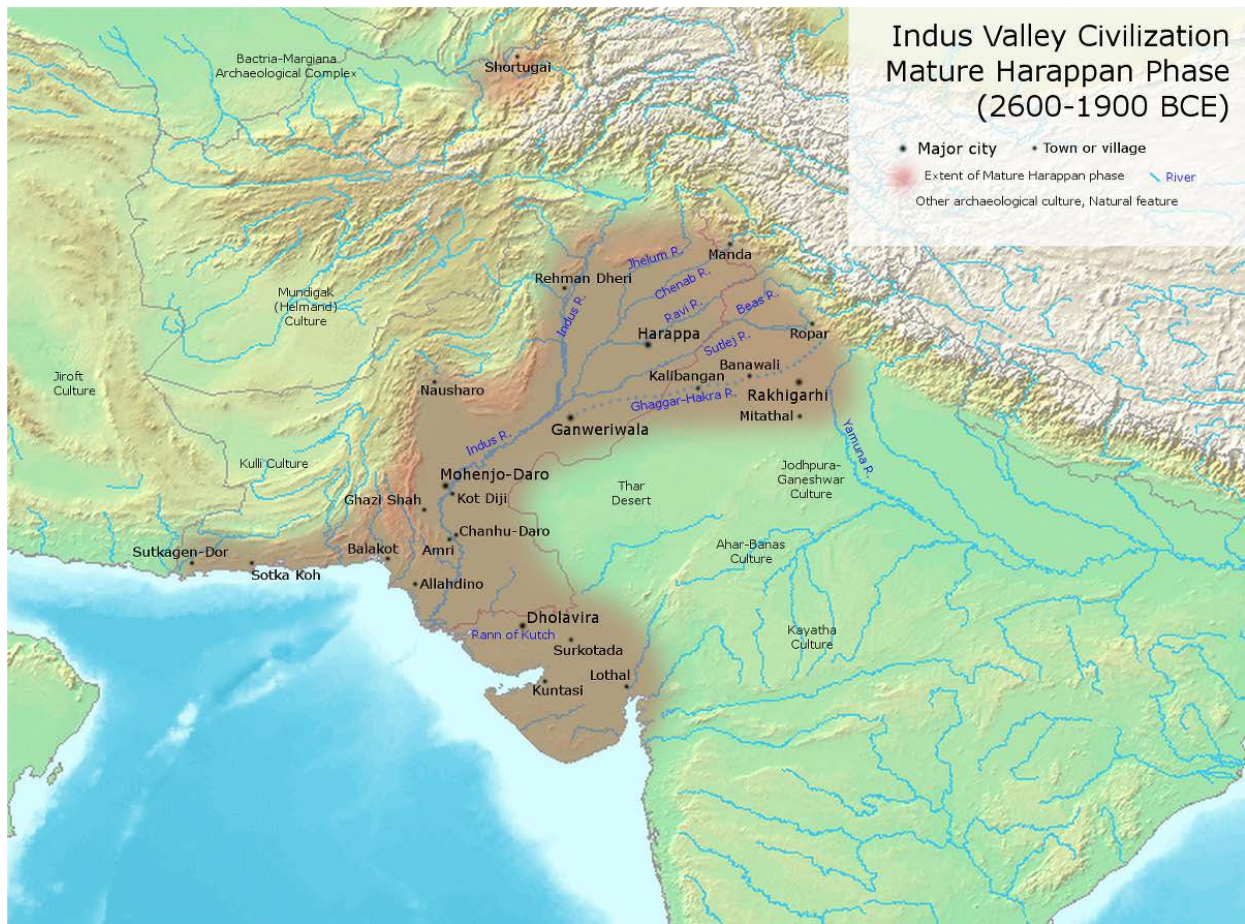 Indus Valley Civilization
Mature Harappan Phase
(2600-1900 BCE)
Major city
Town or village
Extent of Mature Harappan phase
River
Other archaeological culture, Natural feature
Bactria-Margiana
Archaeological Complex
Shortugai
Manda
Jhelum R.
Rehman Dheri
Chenab R.
Mundigak
(Helmand)
Culture
Indus R.
Ravi R.
Beas R.
Harappa
Ropar
Sutlej R.
Banawali
Kalibangan
Jiroft
Culture
Nausharo
Rakhigarhi
Ghaggar-Hakra R.
Mitathal
Ganweriwala
Yamuna R.
Indus R.
Kulli Culture
Mohenjo-Daro
Jodhpura-
Ganeshwar
Culture
Thar
Desert
Ghazi Shah
Kot Diji
Chanhu-Daro
Amri
Sutkagen-Dor
Balakot
Ahar-Banas
Culture
Sotka Koh
Allahdino
Dholavira
Rann of Kutch
Kayatha
Culture
Surkotada
Lothal
Kuntasi